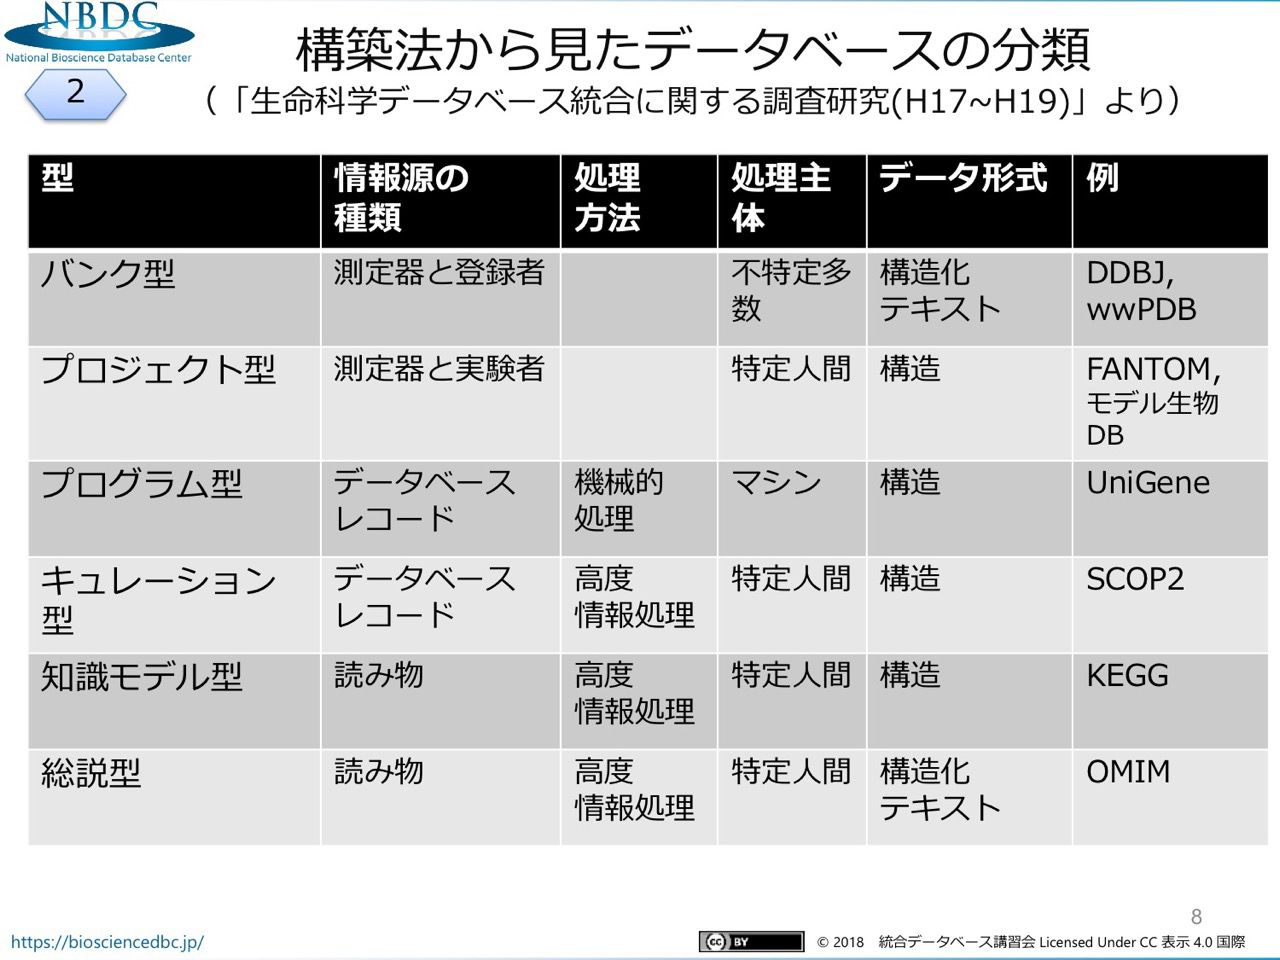 NBDC
National Bioscience Database Center
2
構築法から見たデータベースの分類
（「生命科学データベース統合に関する調査研究(H17~H19)」より）
型
情報源の
種類
処理
方法
処理主
体
データ形式
例
バンク型
測定器と登録者
不特定多
数
構造化
テキスト
DDBJ,
wwPDB
プロジェクト型
測定器と実験者
特定人間
構造
FANTOM,
モデル生物
DB
プログラム型
データベース
レコード
機械的
処理
マシン
構造
UniGene
キュレーション
型
データベース
レコード
高度
情報処理
特定人間
構造
SCOP2
知識モデル型
読み物
高度
情報処理
特定人間
構造
KEGG
総説型
読み物
高度
情報処理
特定人間
構造化
テキスト
OMIM
8
https://biosciencedbc.jp/
cc BY
© 2018 統合データベース講習会 Licensed Under CC 表示 4.0 国際